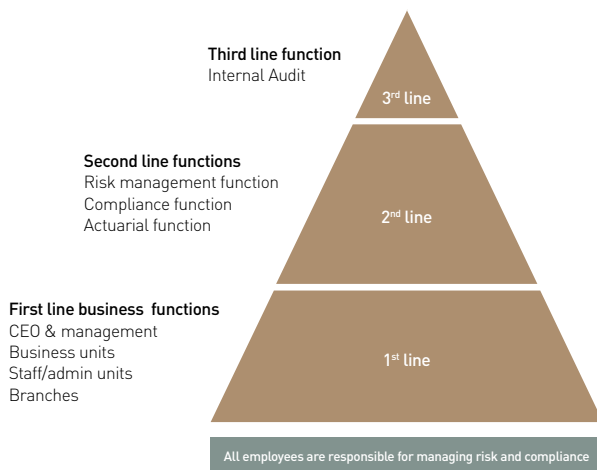 Third line function
Internal Audit
3rd line
Second line functions
Risk management function
Compliance function
Actuarial function
2nd line
First line business functions
CEO & management
Business units
Staff/admin units
Branches
1st line
All employees are responsible for managing risk and compliance